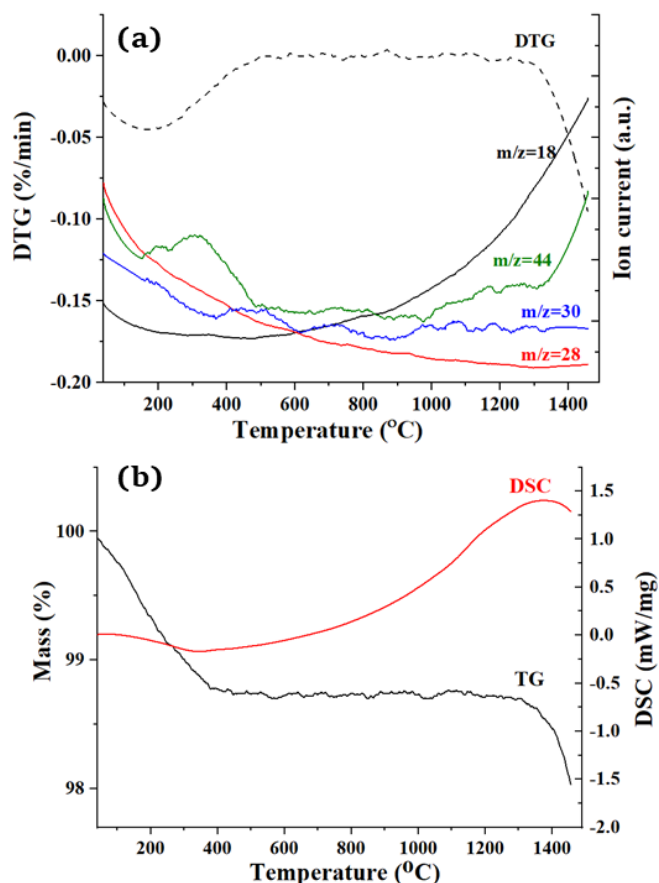 (a)
DTG
0.00
-0.05
-0.10
-0.15
-0.20
DTG (%/min)
Ion current (a.u.)
m/z=18
m/z=44
m/z=30
m/z=28
200 400 600 800 1000 1200 1400
Temperature (OC)
(b)
DSC
TG
100
99
98
Mass (%)
1.5
1.0
0.5
0.0
-0.5
-1.0
-1.5
-2.0
DSC (mW/mg)
200 400 600 800 1000 1200 1400
Temperature (⁰C)